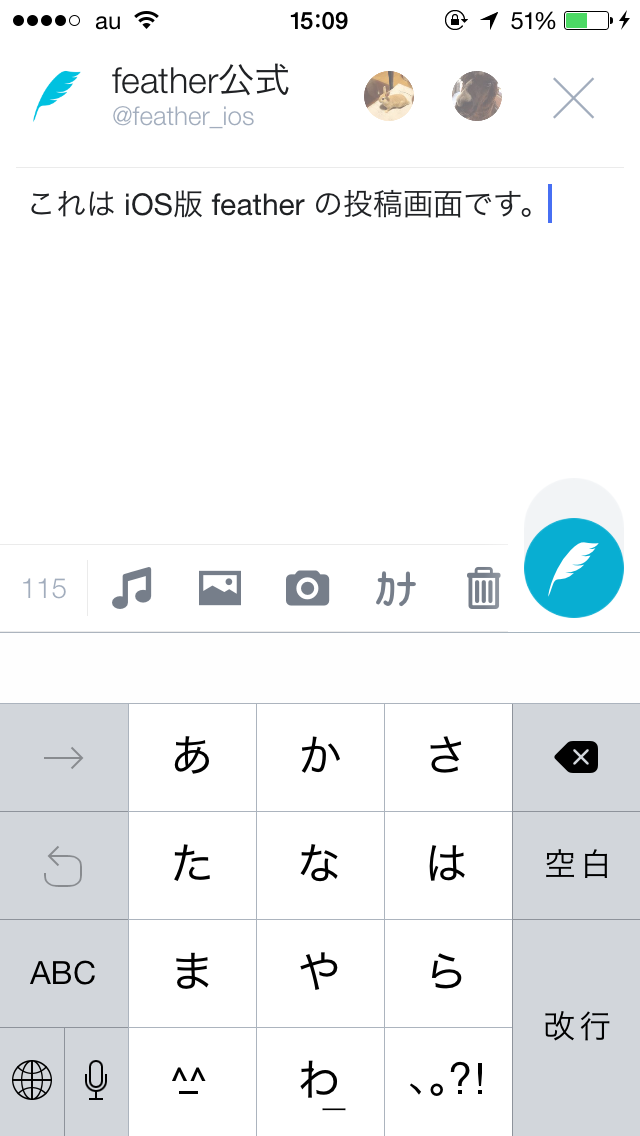 au 15:09 51%
feather公式
@feather_ios
これは iOS版 feather の投稿画面です。
115 カナ
→ あ か さ
た な は 空白
ABC ま や ら
改行
^_^ わ_ 、。?!